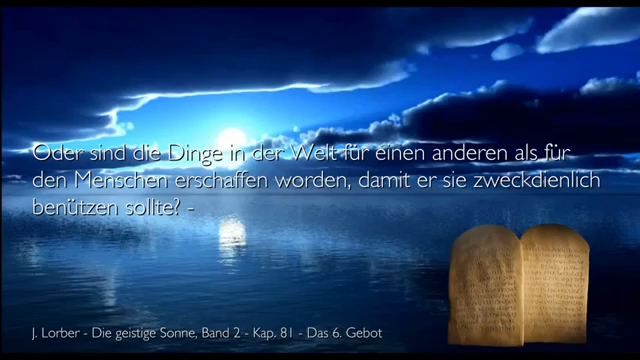 Oder sind die Dinge in der Welt für einen anderen als für
den Menschen erschaffen worden, damit er sie zweckdienlich
benützen sollte? -
J. Lorber - Die geistige Sonne, Band 2 - Kap. 81 - Das 6. Gebot